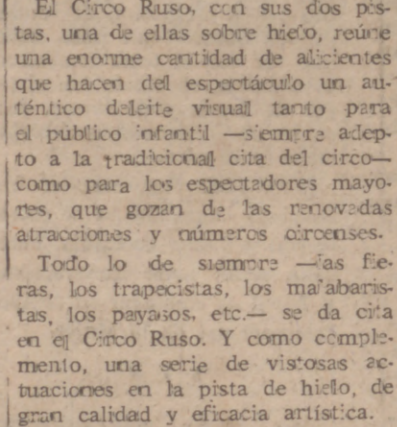 El Circo Ruso, con sus dos pis-
tas, una de ellas sobre hielo, reúne
una enorme cantidad de alicientes
que hacen del espectáculo un au-
téntico deleite visual tanto para
el público infantil —siempre adep-
to a la tradicional cita del circo—
como para los espectadores mayo-
res, que gozan de las renovadas
atracciones y números circenses.
Todo lo de siempre —las fie-
ras, los trapecistas, los malabaris-
tas, los payasos, etc.— se da cita
en el Circo Ruso. Y como comple-
mento, una serie de vistosas ac-
tuaciones en la pista de hielo, de
gran calidad y eficacia artística.